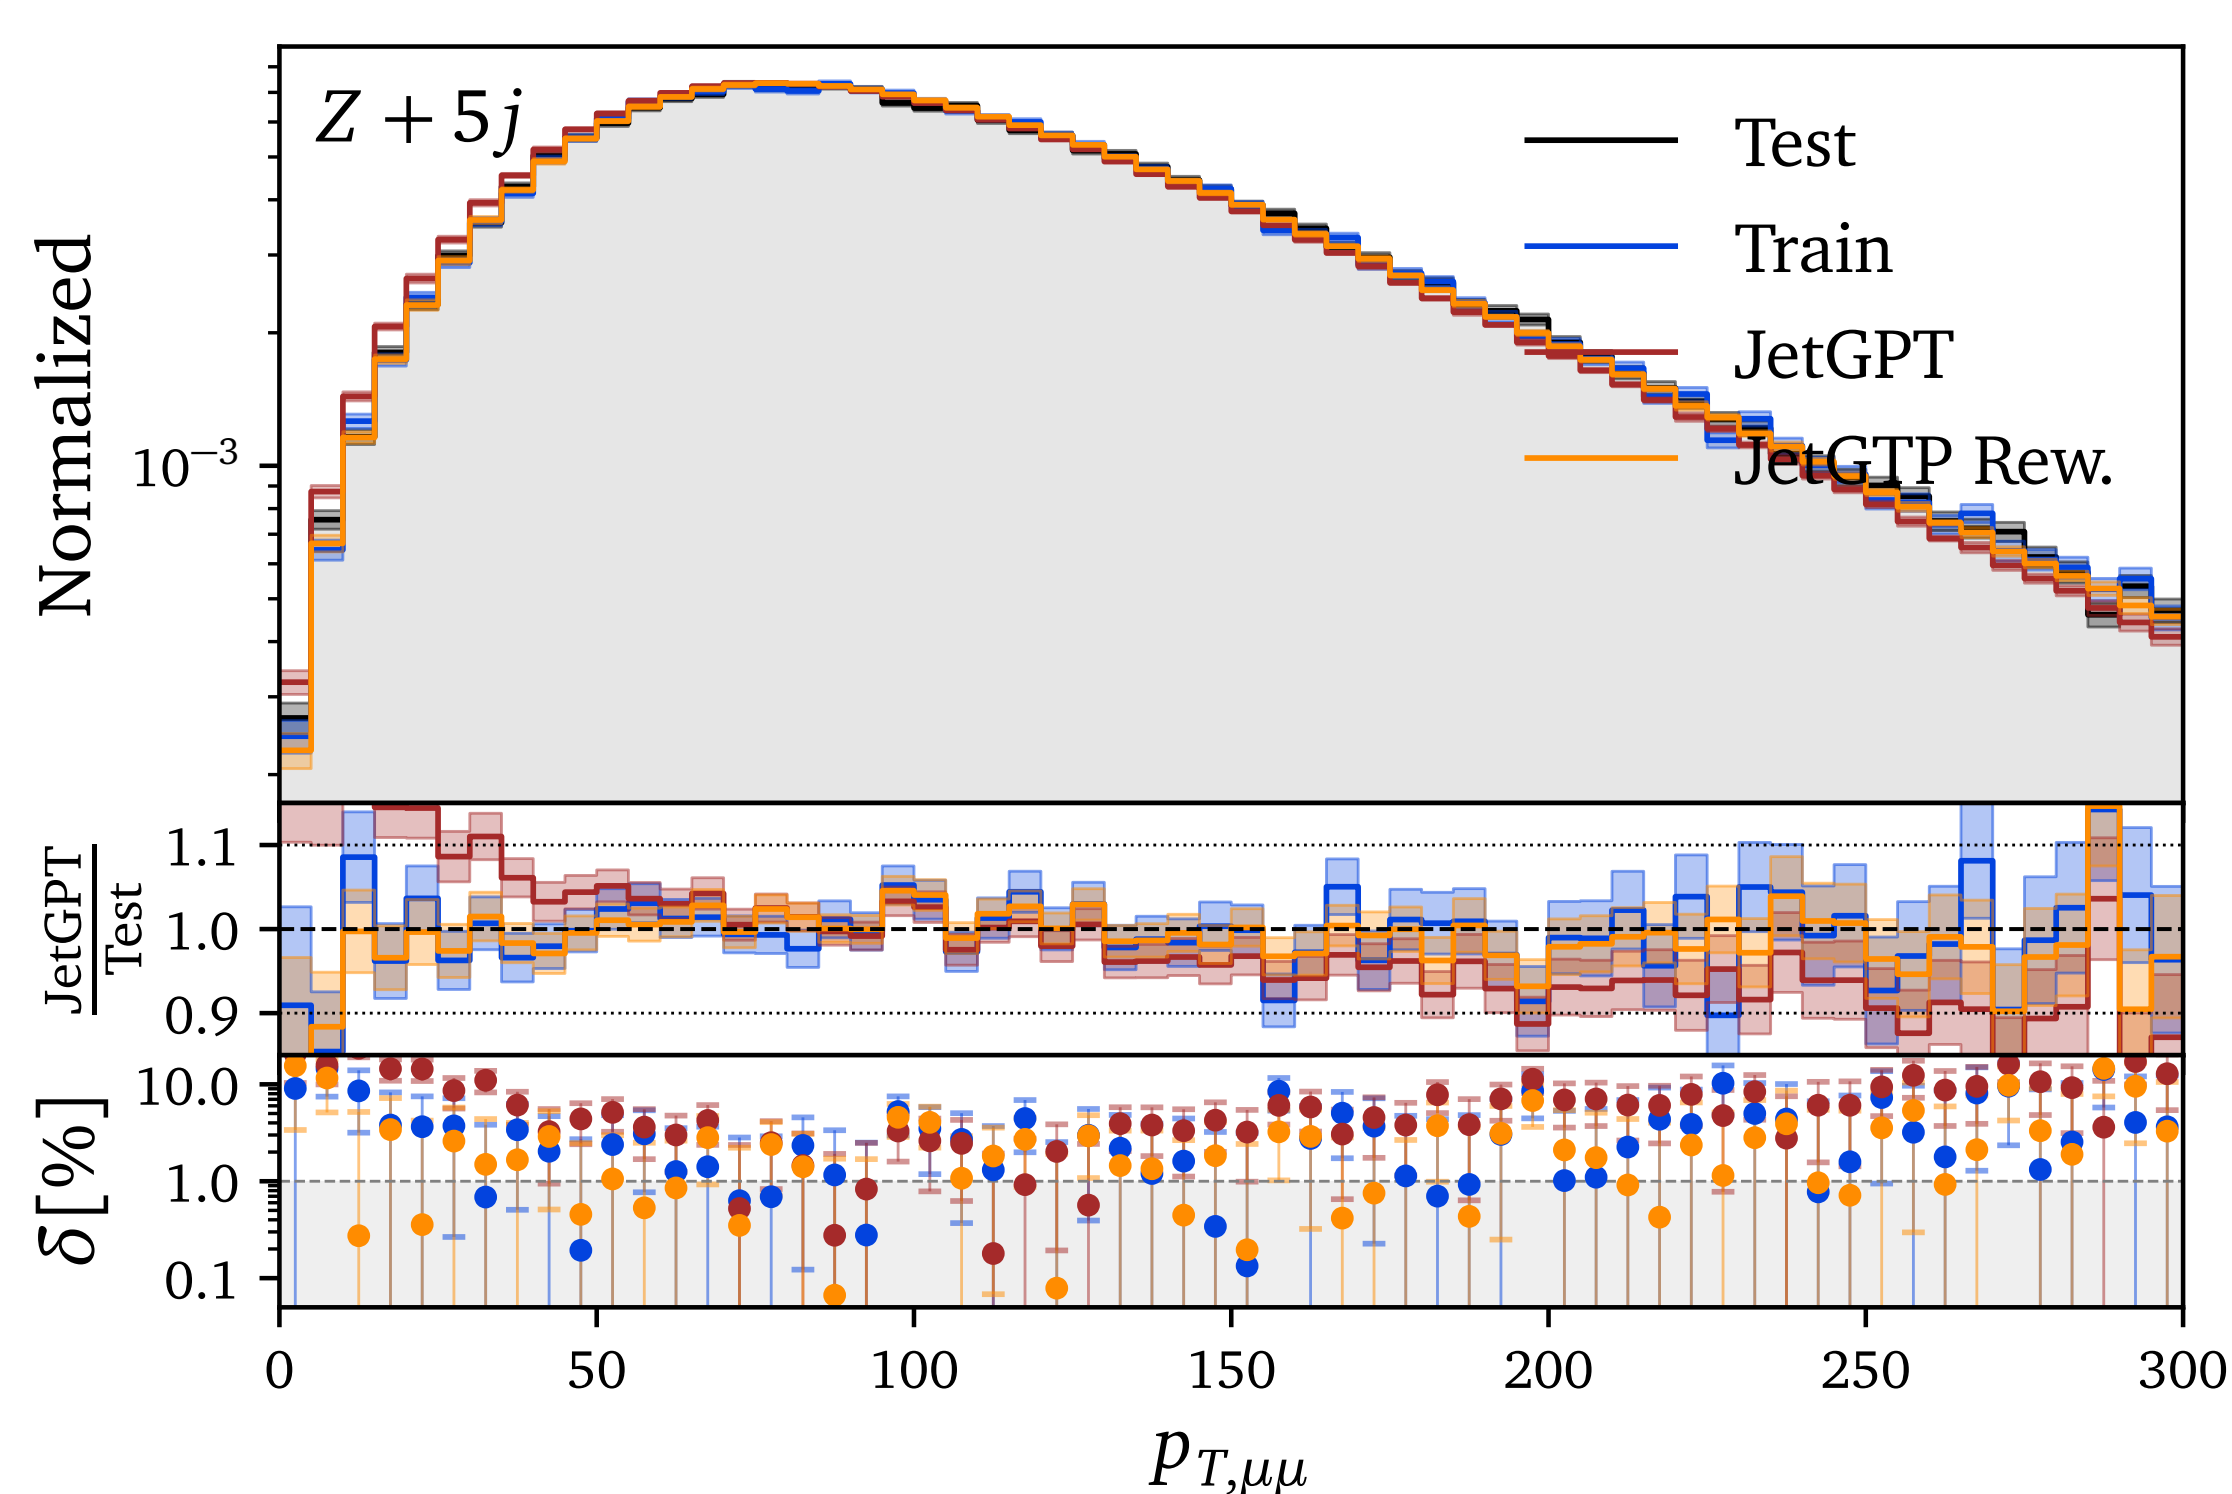 Z + 5j
Test
Train
JetGPT
JetGTP Rew.
Normalized
10⁻³
JetGPT
Test
1.1
1.0
0.9
δ[%]
10.0
1.0
0.1
0 50 100 150 200 250 300
p_{T,μμ}